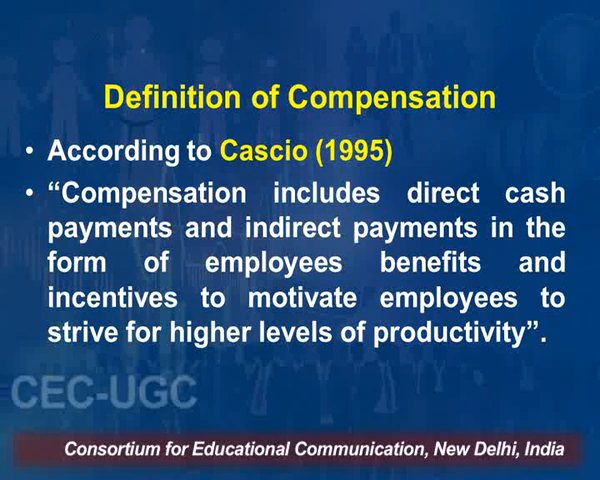 Definition of Compensation
• According to Cascio (1995)
• “Compensation includes direct cash
payments and indirect payments in the
form of employees benefits and
incentives to motivate employees to
strive for higher levels of productivity”.
CEC-UGC
Consortium for Educational Communication, New Delhi, India